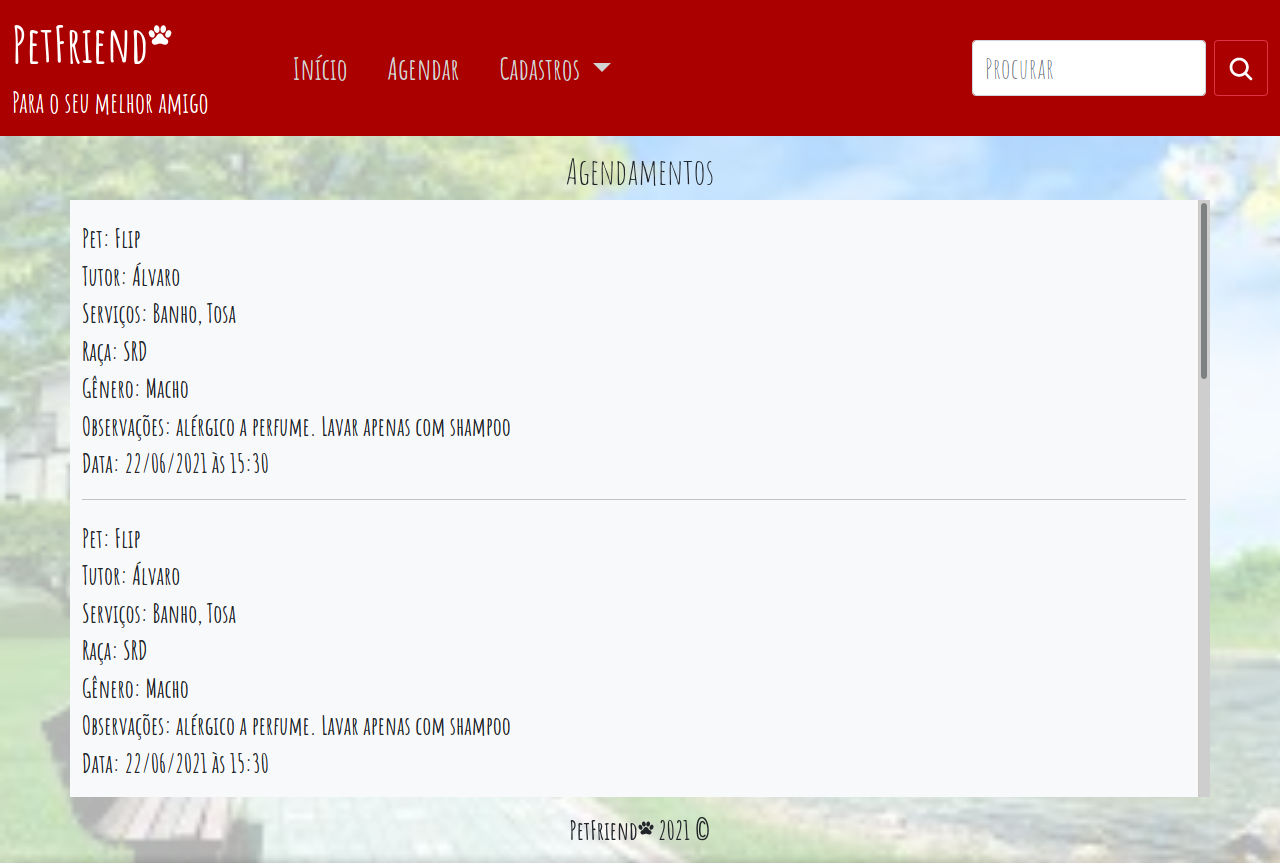 PetFriend
Para o seu melhor amigo
Início
Agendar
Cadastros
Procurar
Agendamentos
Pet: Flip
Tutor: Álvaro
Serviços: Banho, Tosa
Raça: SRD
Gênero: Macho
Observações: alérgico a perfume. Lavar apenas com shampoo
Data: 22/06/2021 às 15:30
Pet: Flip
Tutor: Álvaro
Serviços: Banho, Tosa
Raça: SRD
Gênero: Macho
Observações: alérgico a perfume. Lavar apenas com shampoo
Data: 22/06/2021 às 15:30
PetFriend 2021 ©